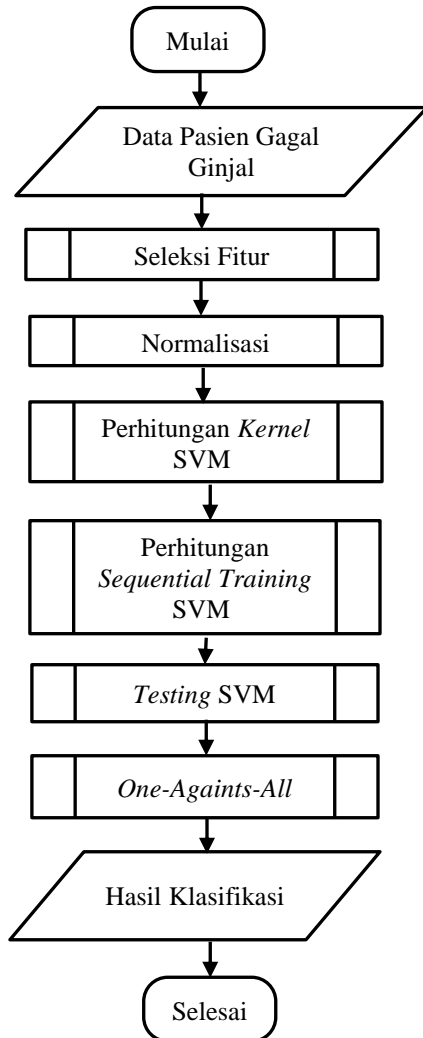 Mulai
Data Pasien Gagal
Ginjal
Seleksi Fitur
Normalisasi
Perhitungan Kernel
SVM
Perhitungan
Sequential Training
SVM
Testing SVM
One-Againts-All
Hasil Klasifikasi
Selesai